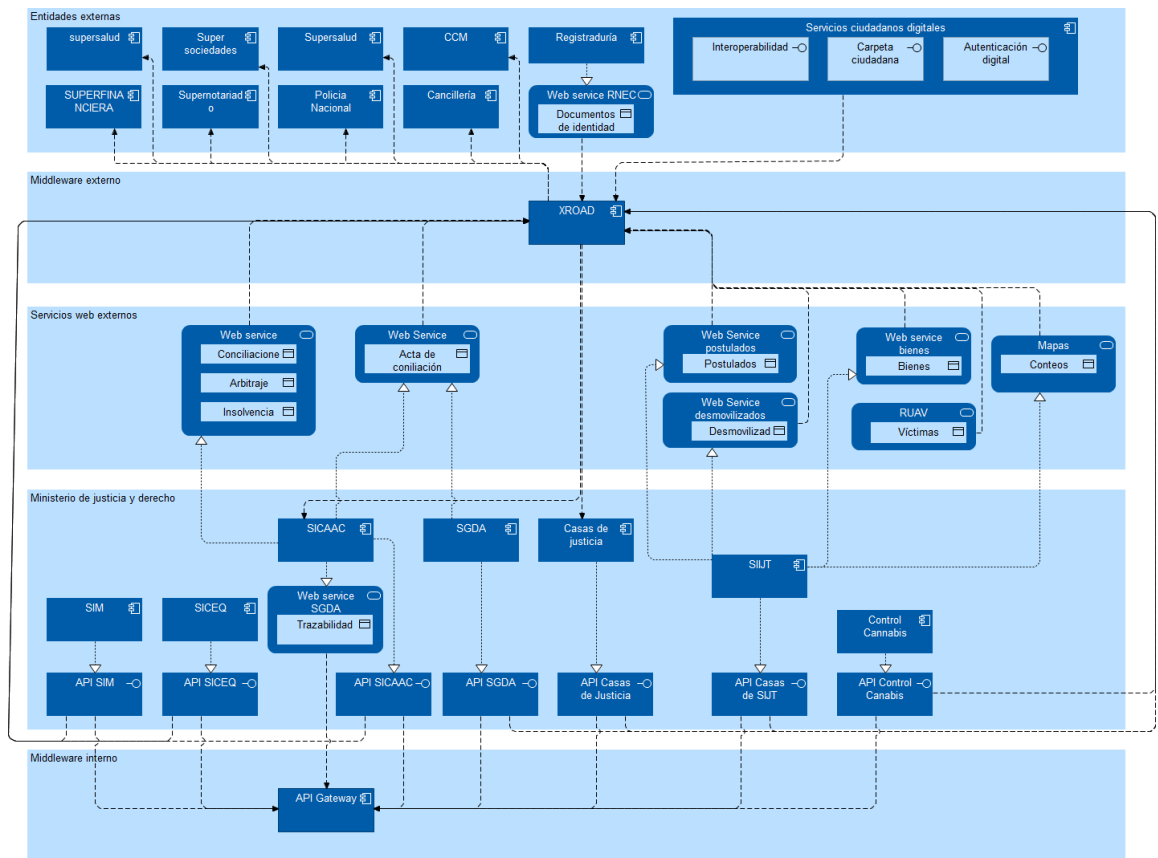 Entidades externas
supersalud
Super
sociedades
Supersalud
CCM
Registraduría
Servicios ciudadanos digitales
Interoperabilidad
Carpeta
ciudadana
Autenticación
digital
SUPERFINA
NCIERA
Supernotariad
o
Policia
Nacional
Cancillería
Web service RNEC
Documentos
de identidad
Middleware externo
XROAD
Servicios web externos
Web service
Conciliacione
Arbitraje
Insolvencia
Web Service
Acta de
coniliación
Web Service
postulados
Postulados
Web Service
desmovilizados
Desmovilizad
Web service
bienes
Bienes
RUAV
Víctimas
Mapas
Conteos
Ministerio de justicia y derecho
SICAAC
SGDA
Casas de
justicia
SIIJT
SIM
SICEQ
Web service
SGDA
Trazabilidad
Control
Cannabis
API SIM
API SICEQ
API SICAAC
API SGDA
API Casas
de Justicia
API Casas
de SIJT
API Control
Canabis
Middleware interno
API Gateway